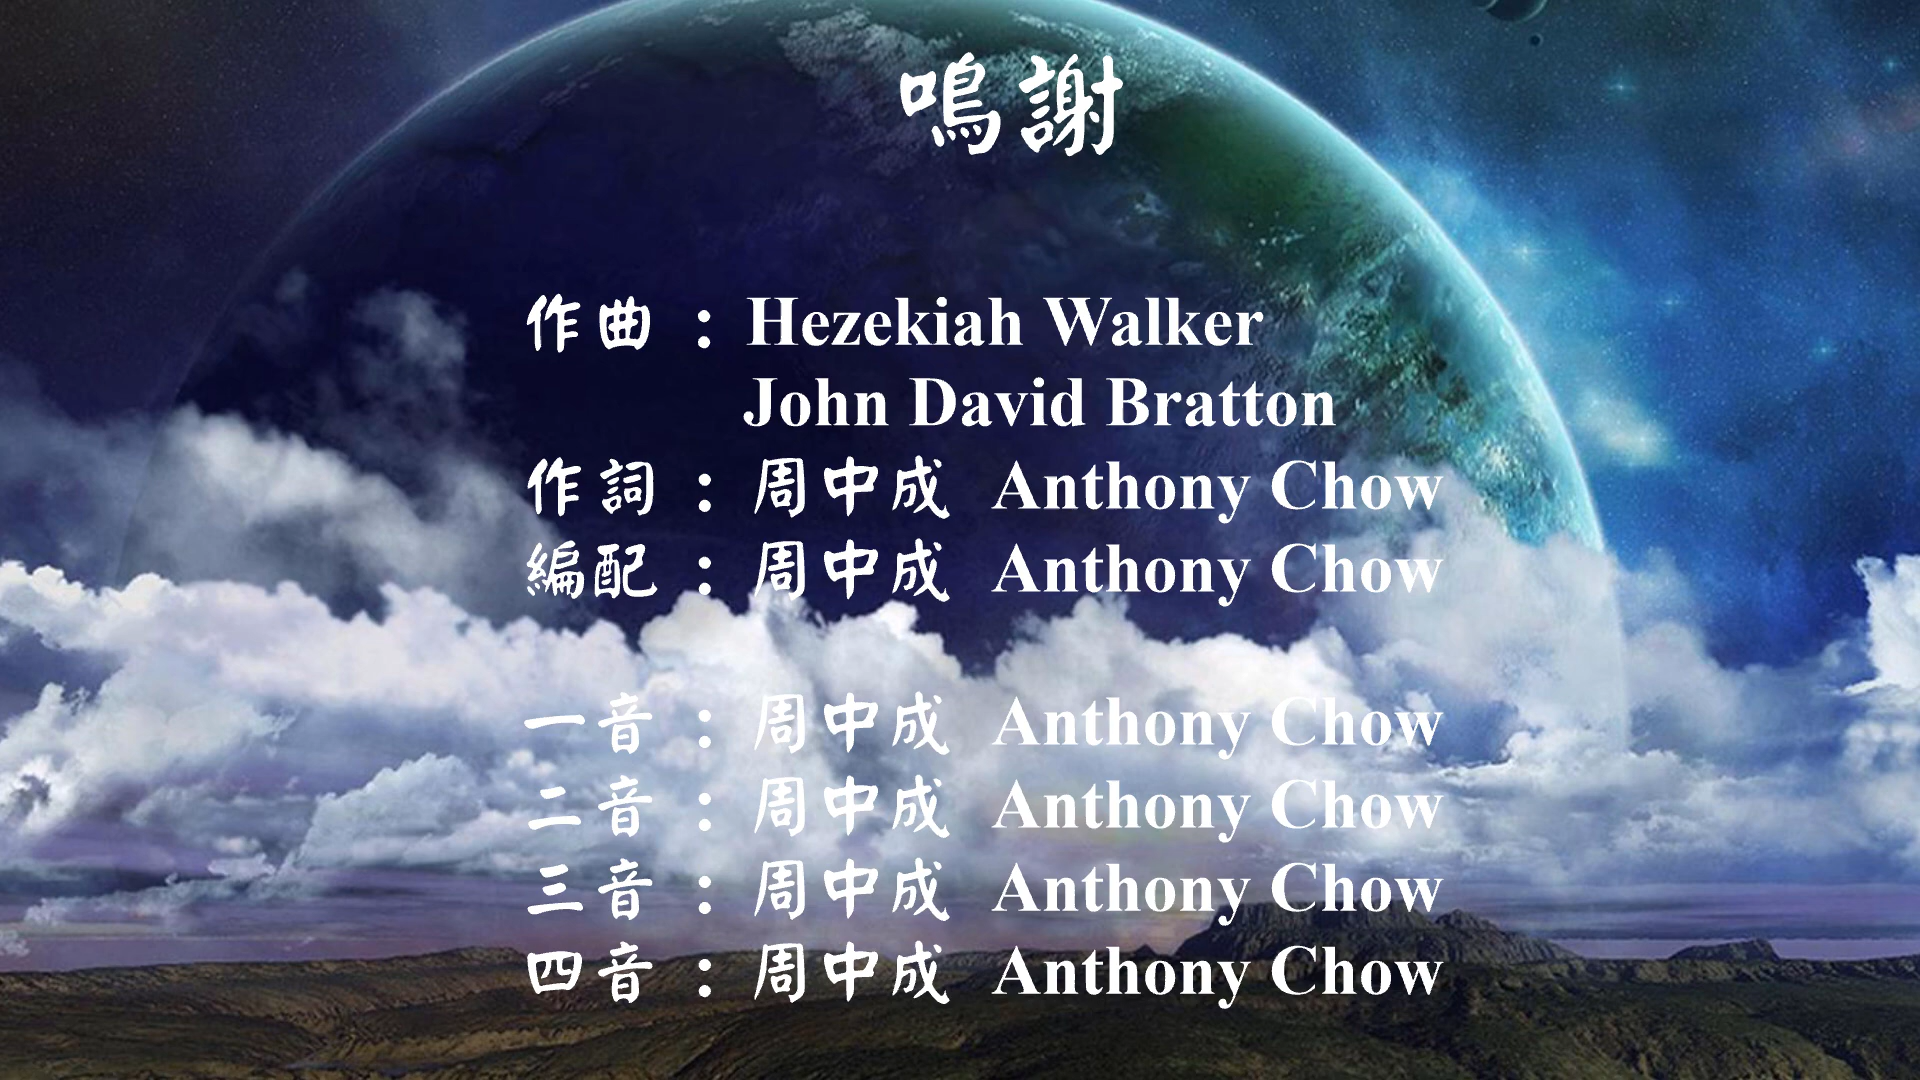 鳴謝
作曲 : Hezekiah Walker
John David Bratton
作詞 : 周中成 Anthony Chow
編配 : 周中成 Anthony Chow
一音 : 周中成 Anthony Chow
二音 : 周中成 Anthony Chow
三音 : 周中成 Anthony Chow
四音 : 周中成 Anthony Chow